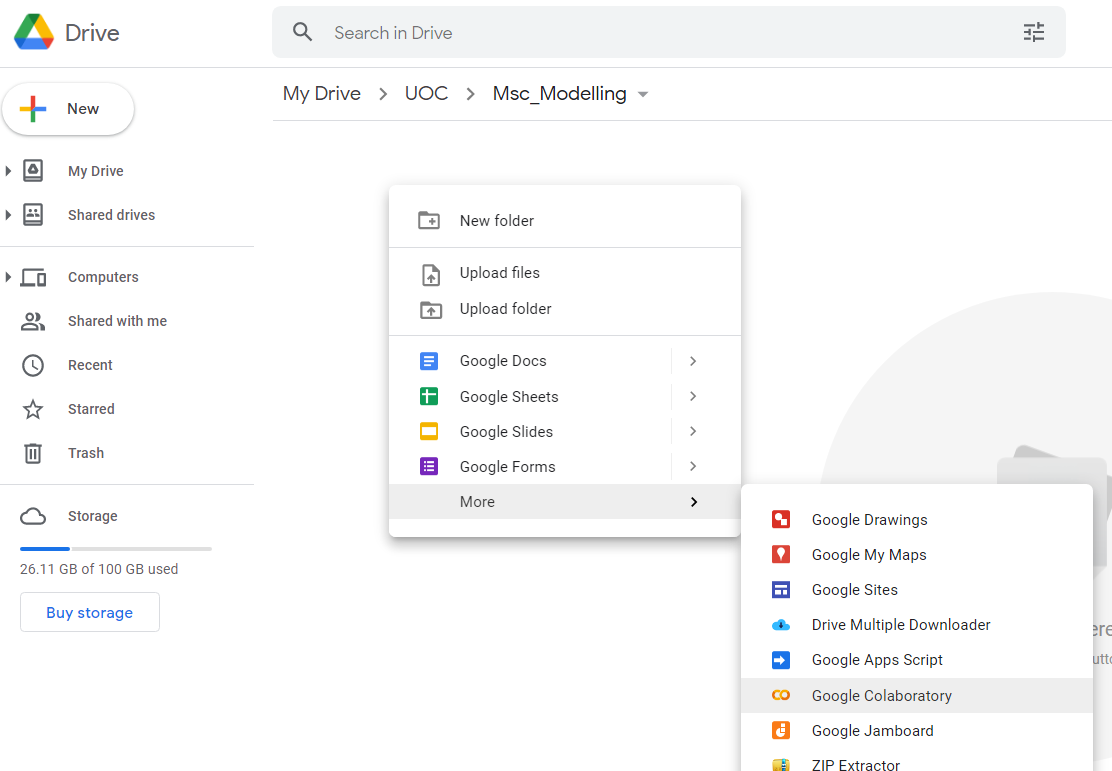 Drive
Search in Drive
My Drive > UOC > Msc_Modelling
New
My Drive
Shared drives
Computers
Shared with me
Recent
Starred
Trash
Storage
26.11 GB of 100 GB used
Buy storage
New folder
Upload files
Upload folder
Google Docs
Google Sheets
Google Slides
Google Forms
More
Google Drawings
Google My Maps
Google Sites
Drive Multiple Downloader
Google Apps Script
Google Colaboratory
Google Jamboard
ZIP Extractor